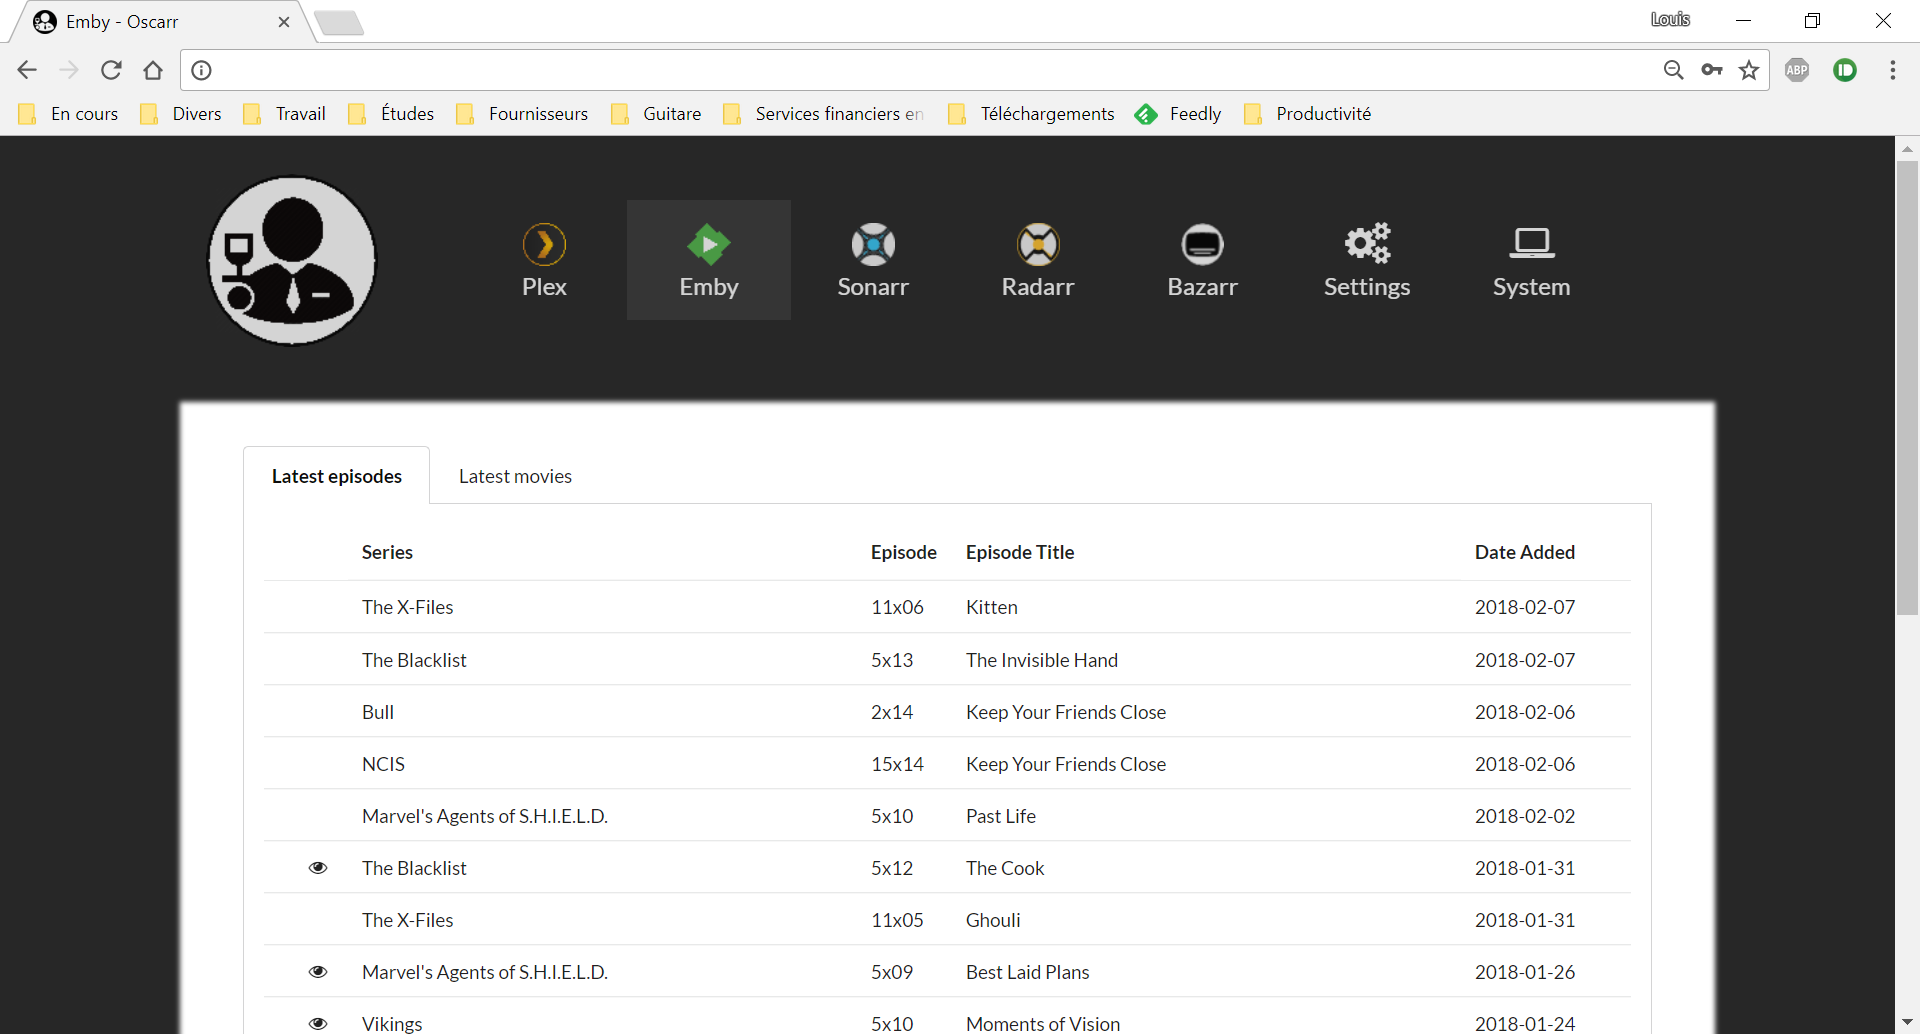 Emby - Oscarr
Louis
ABP
En cours Divers Travail Études Fournisseurs Guitare Services financiers en Téléchargements Feedly Productivité
Plex Emby Sonarr Radarr Bazarr Settings System
Latest episodes Latest movies
Series Episode Episode Title Date Added
The X-Files 11x06 Kitten 2018-02-07
The Blacklist 5x13 The Invisible Hand 2018-02-07
Bull 2x14 Keep Your Friends Close 2018-02-06
NCIS 15x14 Keep Your Friends Close 2018-02-06
Marvel's Agents of S.H.I.E.L.D. 5x10 Past Life 2018-02-02
The Blacklist 5x12 The Cook 2018-01-31
The X-Files 11x05 Ghouli 2018-01-31
Marvel's Agents of S.H.I.E.L.D. 5x09 Best Laid Plans 2018-01-26
Vikings 5x10 Moments of Vision 2018-01-24